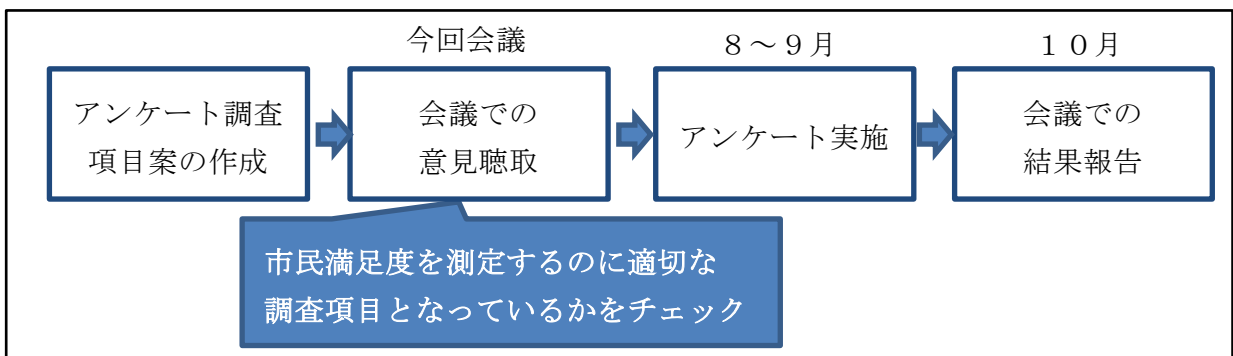 今回会議
８～９月
１０月
アンケート調査
項目案の作成
会議での
意見聴取
アンケート実施
会議での
結果報告
市民満足度を測定するのに適切な
調査項目となっているかをチェック